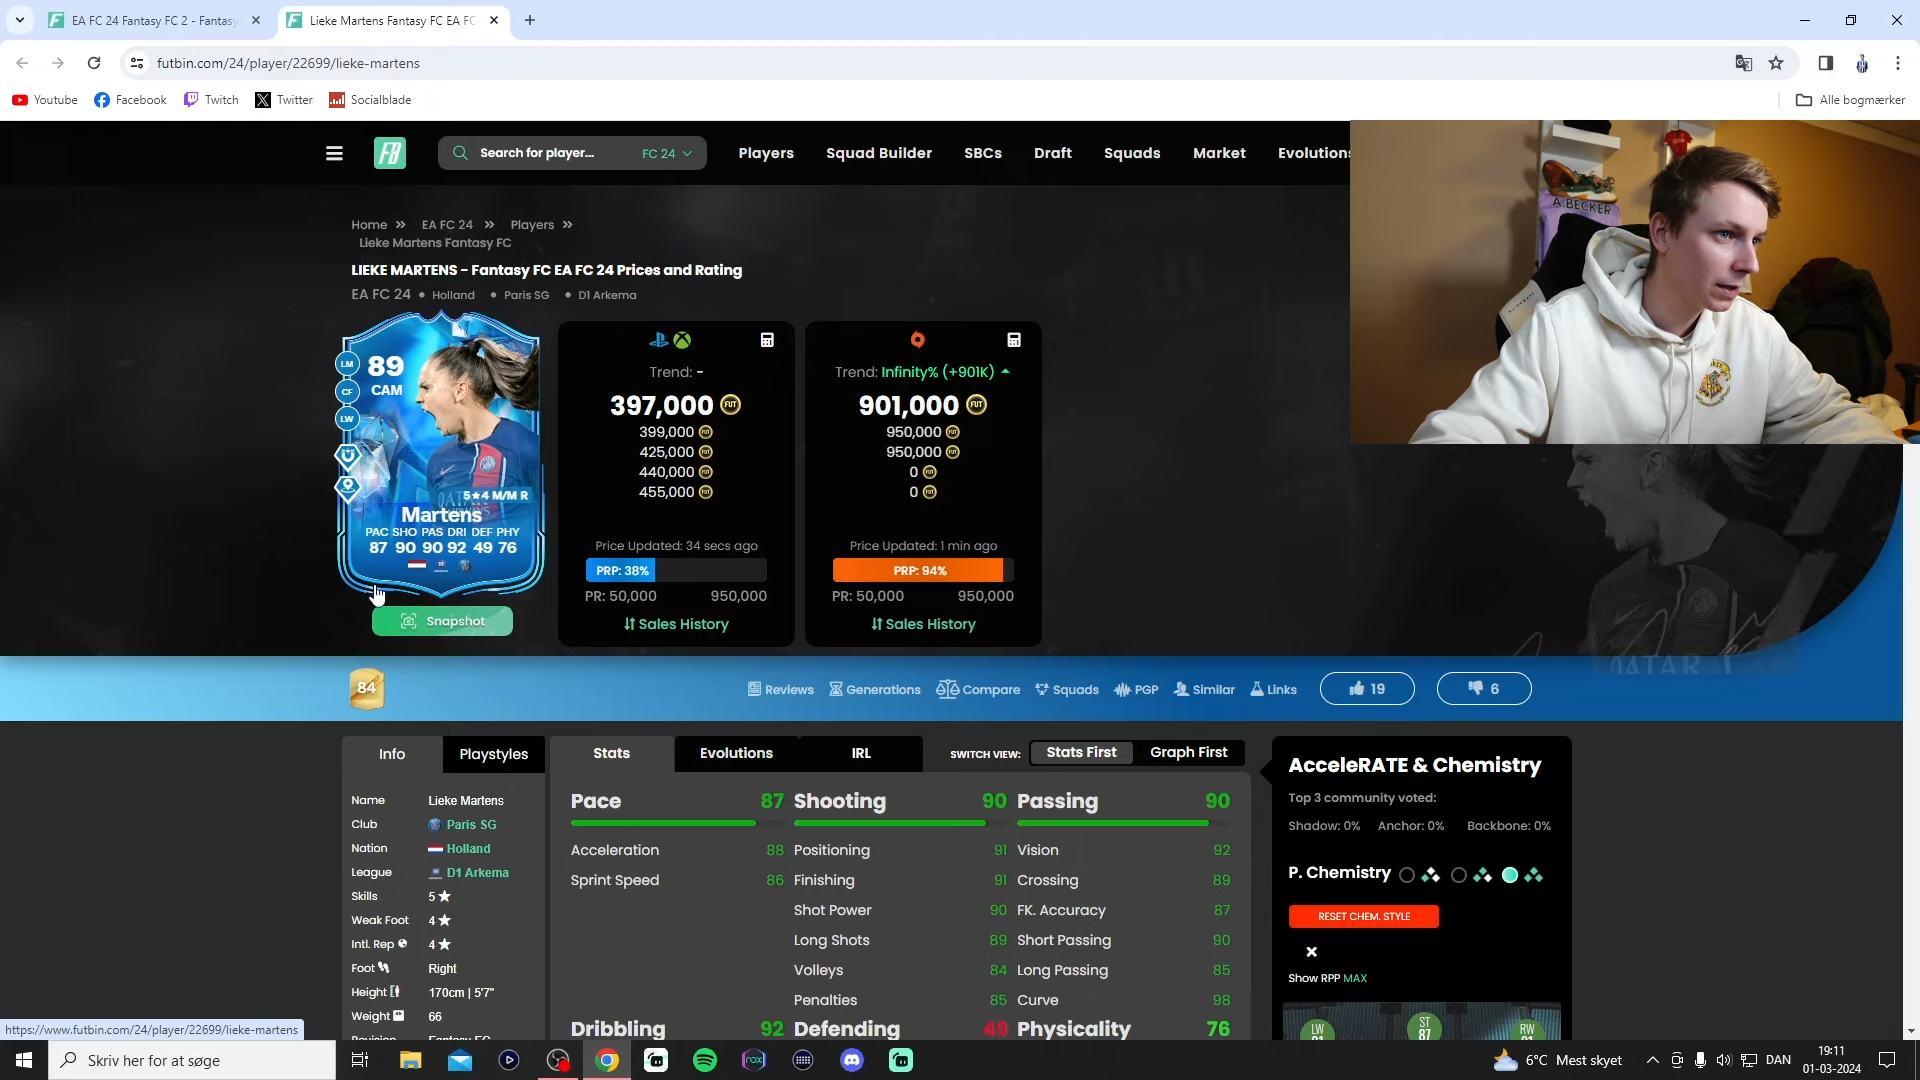 EA FC 24 Fantasy FC 2 - Fantasy
Lieke Martens Fantasy FC EA FC
futbin.com/24/player/22699/lieke-martens
Youtube
Facebook
Twitch
Twitter
Socialblade
Alle bogmærker
FB
Search for player...
FC 24
Players
Squad Builder
SBCs
Draft
Squads
Market
Evolutions
A.BECKER
Home » EA FC 24 » Players »
Lieke Martens Fantasy FC
LIEKE MARTENS - Fantasy FC EA FC 24 Prices and Rating
EA FC 24 • Holland • Paris SG • D1 Arkema
LM
CF
LW
89
CAM
5★4 M/M R
Martens
PAC SHO PAS DRI DEF PHY
87 90 90 92 49 76
Snapshot
Trend: -
397,000
399,000
425,000
440,000
455,000
Price Updated: 34 secs ago
PRP: 38%
PR: 50,000 950,000
Sales History
Trend: Infinity% (+901K)
901,000
950,000
950,000
0
0
Price Updated: 1 min ago
PRP: 94%
PR: 50,000 950,000
Sales History
84
Reviews
Generations
Compare
Squads
PGP
Similar
Links
19
6
Info
Playstyles
Name Lieke Martens
Club Paris SG
Nation Holland
League D1 Arkema
Skills 5★
Weak Foot 4★
Intl. Rep 4★
Foot Right
Height 170cm | 5'7"
Weight 66
Stats
Evolutions
IRL
SWITCH VIEW:
Stats First
Graph First
Pace 87
Acceleration 88
Sprint Speed 86
Shooting 90
Positioning 91
Finishing 91
Shot Power 90
Long Shots 89
Volleys 84
Penalties 85
Passing 90
Vision 92
Crossing 89
FK. Accuracy 87
Short Passing 90
Long Passing 85
Curve 98
Dribbling 92
Defending 49
Physicality 76
AcceleRATE & Chemistry
Top 3 community voted:
Shadow: 0% Anchor: 0% Backbone: 0%
P. Chemistry
RESET CHEM. STYLE
Show RPP MAX
LW
ST
87
RW
https://www.futbin.com/24/player/22699/lieke-martens
Skriv her for at søge
6°C Mest skyet
DAN
19:11
01-03-2024